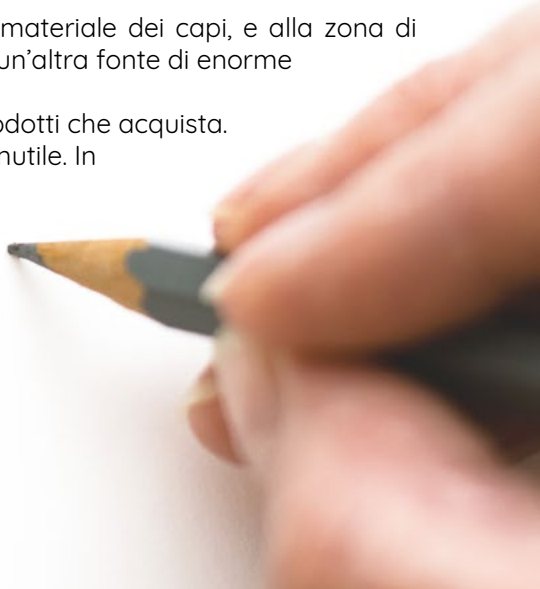 materiale dei capi, e alla zona di
un'altra fonte di enorme
odotti che acquista.
nutile. In